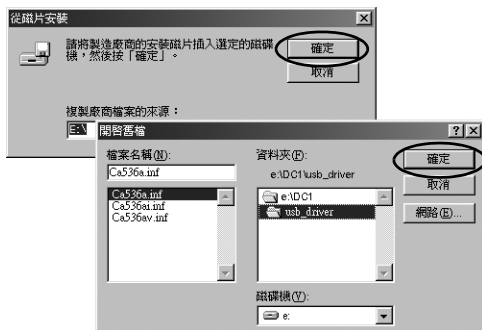 從磁片安裝
請將製造廠商的安裝磁片插入選定的磁碟
機，然後按「確定」。
確定
取消
複製廠商檔案的來源：
E:\
開啓舊檔
檔案名稱(N):
Ca536a.inf
Ca536a.inf
Ca536ai.inf
Ca536av.inf
資料夾(F):
e:\DC1\usb_driver
e:\DC1
usb_driver
磁碟機(V):
e:
確定
取消
網路(E)...